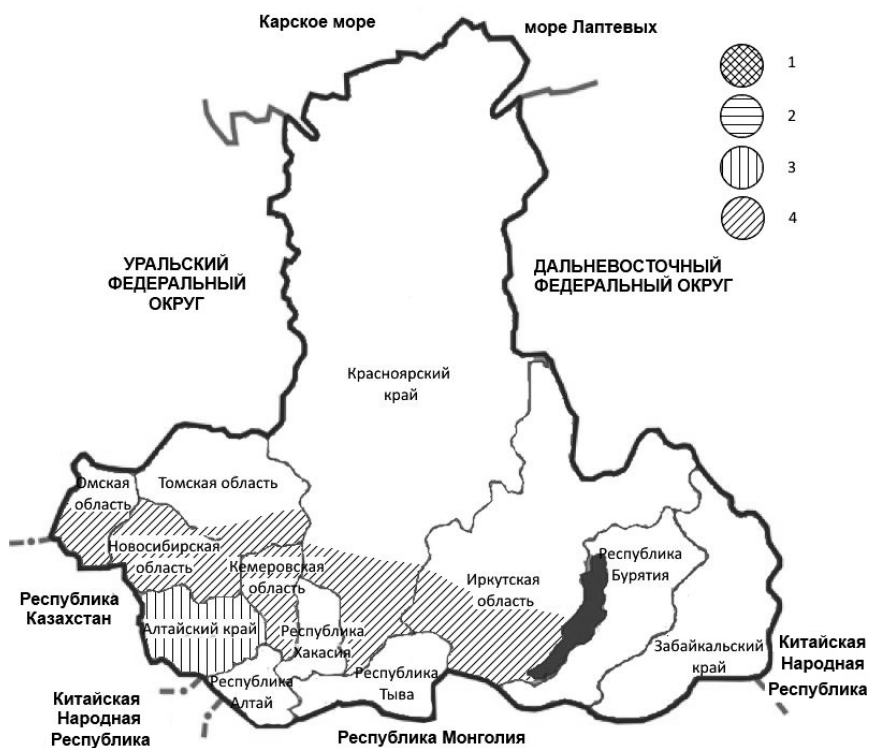 Карское море
море Лаптевых
1
2
3
4
УРАЛЬСКИЙ
ФЕДЕРАЛЬНЫЙ
ОКРУГ
ДАЛЬНЕВОСТОЧНЫЙ
ФЕДЕРАЛЬНЫЙ ОКРУГ
Красноярский
край
Омская
область
Томская область
Новосибирская
область
Кемеровская
область
Иркутская
область
Республика
Бурятия
Республика
Казахстан
Алтайский край
Республика
Хакасия
Забайкальский
край
Китайская
Народная
Республика
Республика
Алтай
Республика
Тыва
Китайская
Народная
Республика
Республика Монголия